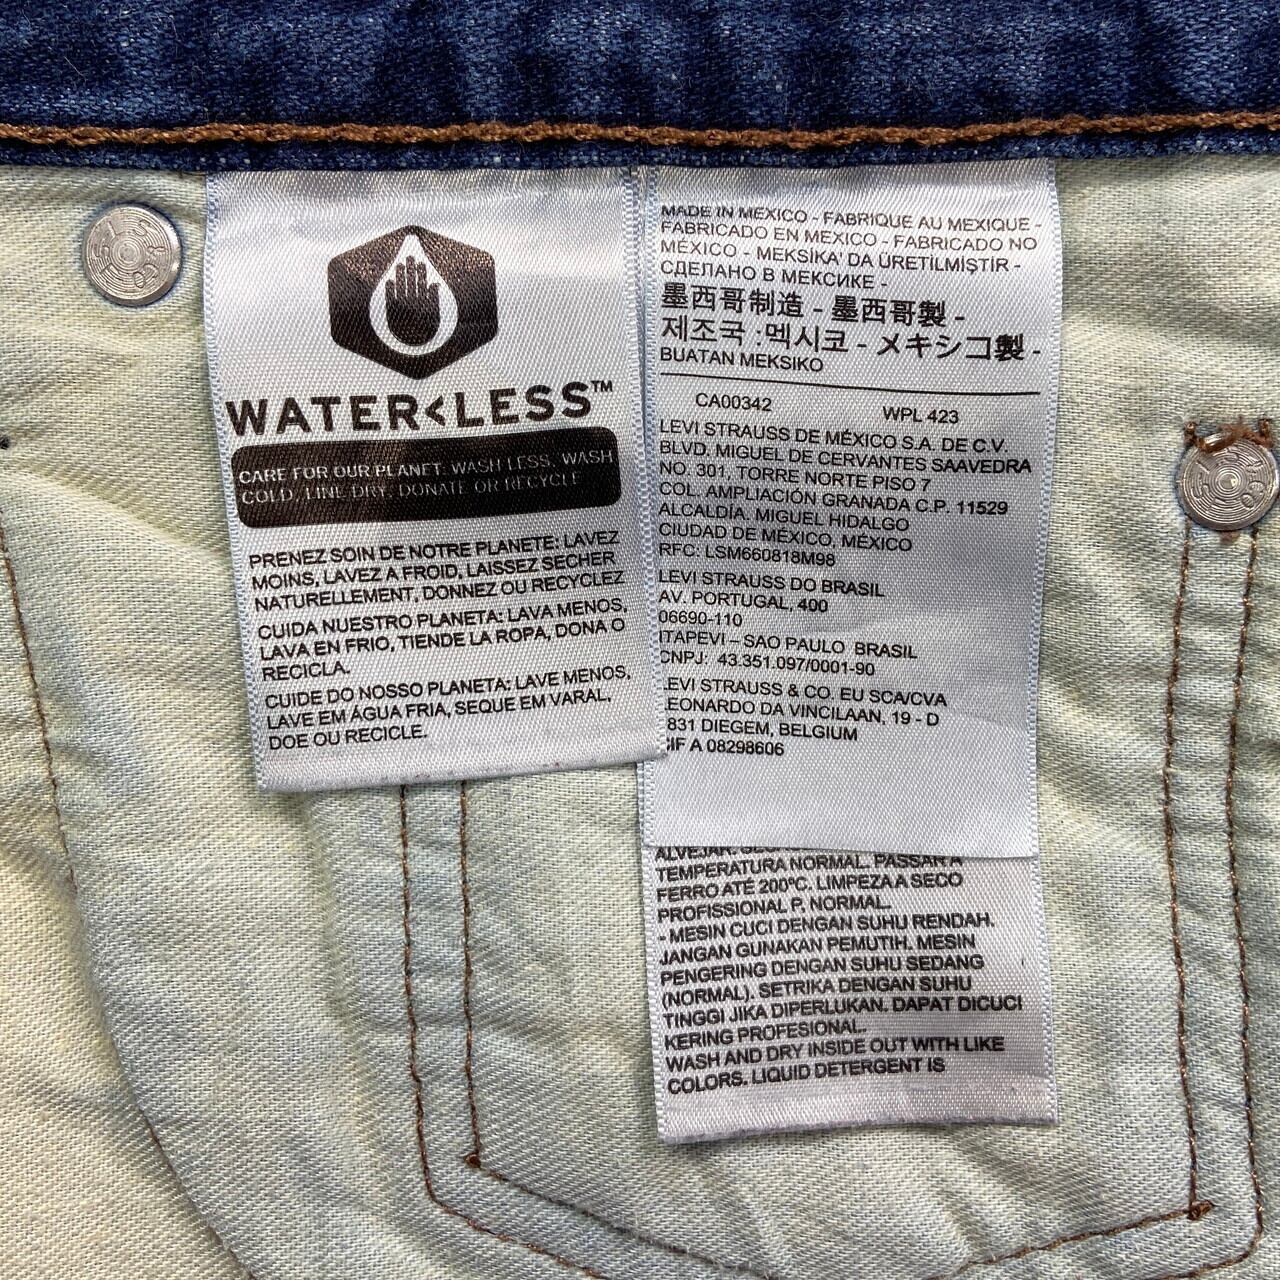 WATER<LESS™
CARE FOR OUR PLANET. WASH LESS, WASH
COLD, LINE DRY, DONATE OR RECYCLE
PRENEZ SOIN DE NOTRE PLANETE: LAVEZ
MOINS, LAVEZ A FROID, LAISSEZ SECHER
NATURELLEMENT, DONNEZ OU RECYCLEZ
CUIDA NUESTRO PLANETA: LAVA MENOS,
LAVA EN FRIO, TIENDE LA ROPA, DONA O
RECICLA.
CUIDE DO NOSSO PLANETA: LAVE MENOS,
LAVE EM ÁGUA FRIA, SEQUE EM VARAL,
DOE OU RECICLE.
MADE IN MEXICO - FABRIQUE AU MEXIQUE -
FABRICADO EN MEXICO - FABRICADO NO
MÉXICO - MEKSİKA' DA ÜRETİLMİŞTİR -
СДЕЛАНО В МЕКСИКЕ -
墨西哥制造 - 墨西哥製 -
제조국 :멕시코 - メキシコ製 -
BUATAN MEKSIKO
CA00342 WPL 423
LEVI STRAUSS DE MÉXICO S.A. DE C.V.
BLVD. MIGUEL DE CERVANTES SAAVEDRA
NO. 301, TORRE NORTE PISO 7
COL. AMPLIACIÓN GRANADA C.P. 11529
ALCALDÍA. MIGUEL HIDALGO
CIUDAD DE MÉXICO, MÉXICO
RFC: LSM660818M98
LEVI STRAUSS DO BRASIL
AV. PORTUGAL, 400
06690-110
ITAPEVI – SAO PAULO BRASIL
CNPJ: 43.351.097/0001-90
LEVI STRAUSS & CO. EU SCA/CVA
LEONARDO DA VINCILAAN, 19 - D
1831 DIEGEM, BELGIUM
CIF A 08298606
ALVEJAR.
TEMPERATURA NORMAL. PASSAR A
FERRO ATÉ 200ºC. LIMPEZA A SECO
PROFISSIONAL P, NORMAL.
- MESIN CUCI DENGAN SUHU RENDAH.
JANGAN GUNAKAN PEMUTIH. MESIN
PENGERING DENGAN SUHU SEDANG
(NORMAL). SETRIKA DENGAN SUHU
TINGGI JIKA DIPERLUKAN. DAPAT DICUCI
KERING PROFESIONAL.
WASH AND DRY INSIDE OUT WITH LIKE
COLORS. LIQUID DETERGENT IS